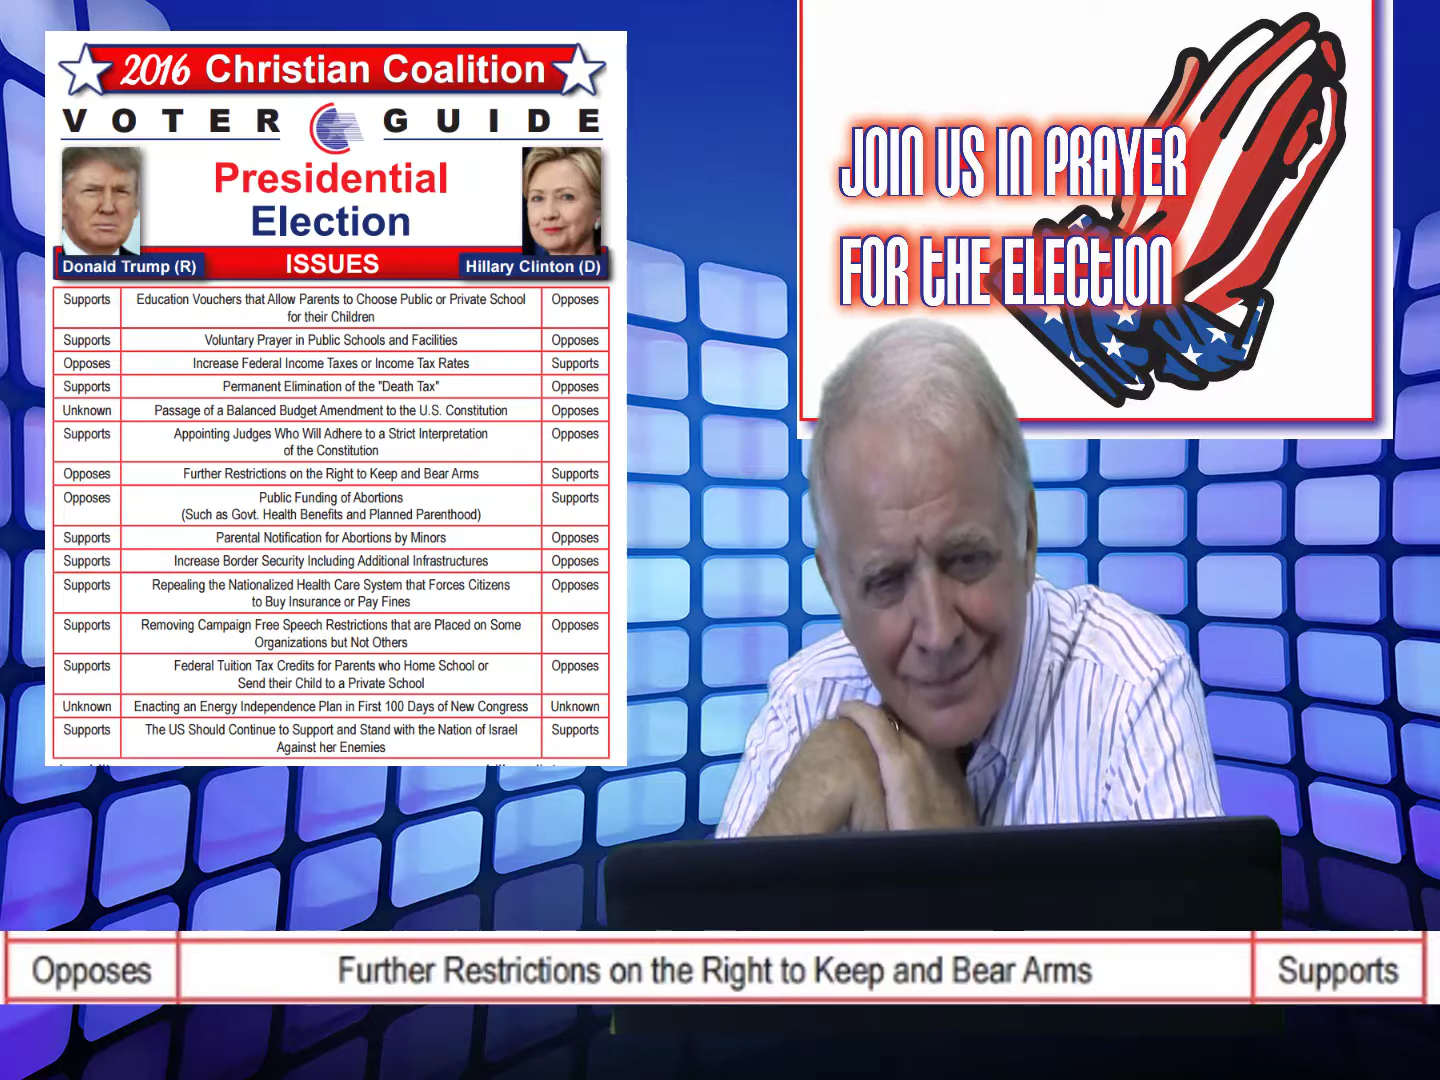 2016 Christian Coalition
VOTER GUIDE
Presidential
Election
Donald Trump (R) ISSUES Hillary Clinton (D)
Supports Education Vouchers that Allow Parents to Choose Public or Private School Opposes
for their Children
Supports Voluntary Prayer in Public Schools and Facilities Opposes
Opposes Increase Federal Income Taxes or Income Tax Rates Supports
Supports Permanent Elimination of the "Death Tax" Opposes
Unknown Passage of a Balanced Budget Amendment to the U.S. Constitution Opposes
Supports Appointing Judges Who Will Adhere to a Strict Interpretation Opposes
of the Constitution
Opposes Further Restrictions on the Right to Keep and Bear Arms Supports
Opposes Public Funding of Abortions Supports
(Such as Govt. Health Benefits and Planned Parenthood)
Supports Parental Notification for Abortions by Minors Opposes
Supports Increase Border Security Including Additional Infrastructures Opposes
Supports Repealing the Nationalized Health Care System that Forces Citizens Opposes
to Buy Insurance or Pay Fines
Supports Removing Campaign Free Speech Restrictions that are Placed on Some Opposes
Organizations but Not Others
Supports Federal Tuition Tax Credits for Parents who Home School or Opposes
Send their Child to a Private School
Unknown Enacting an Energy Independence Plan in First 100 Days of New Congress Unknown
Supports The US Should Continue to Support and Stand with the Nation of Israel Supports
Against her Enemies
JOIN US IN PRAYER
FOR tHE ELECtION
Opposes Further Restrictions on the Right to Keep and Bear Arms Supports